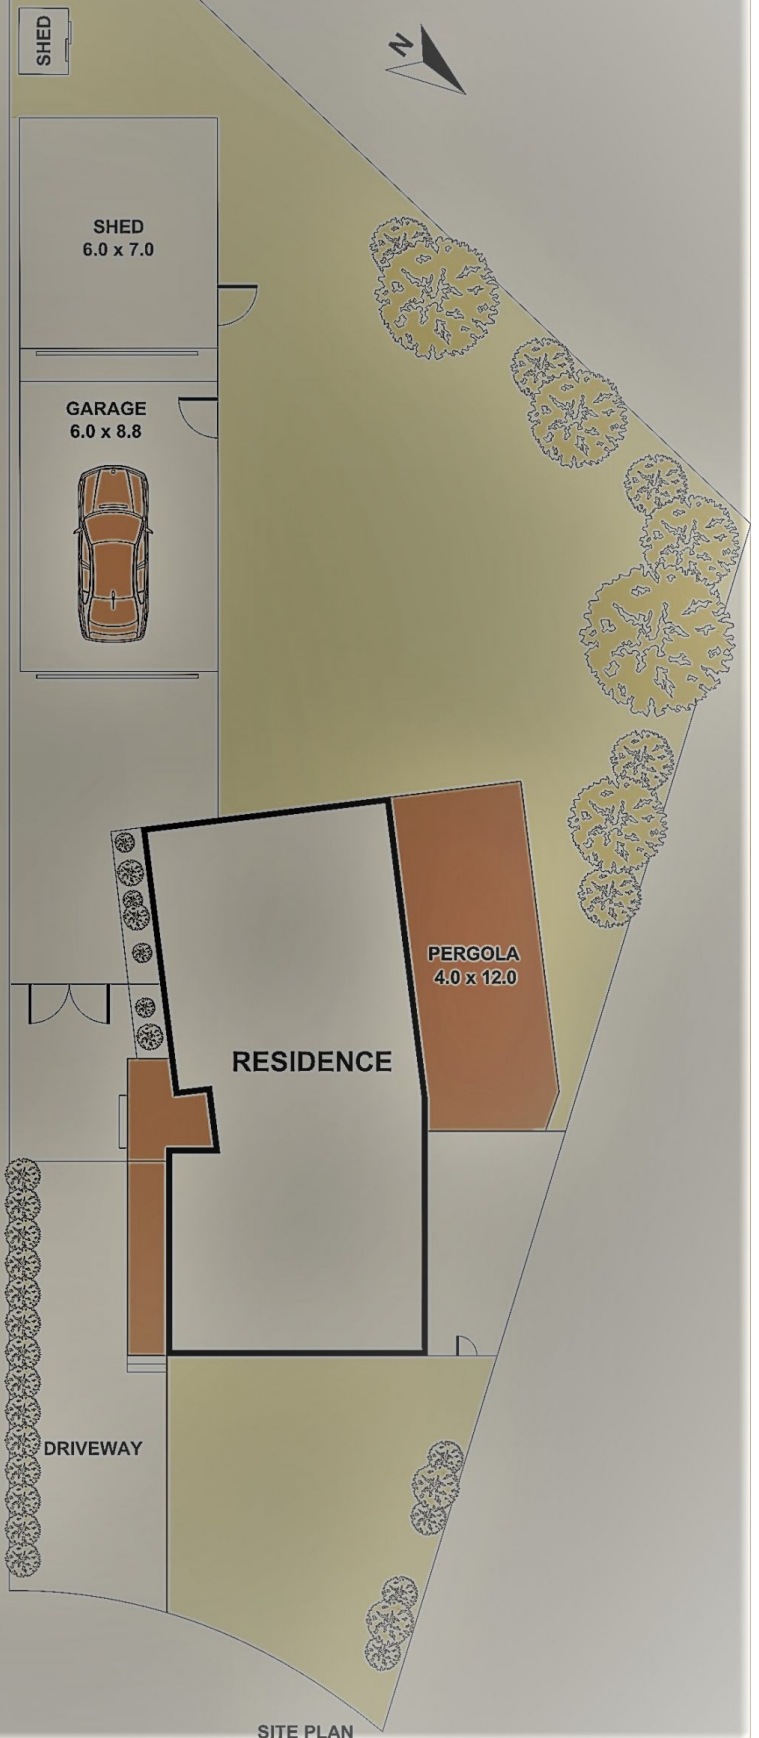 SHED
N
SHED
6.0 x 7.0
GARAGE
6.0 x 8.8
PERGOLA
4.0 x 12.0
RESIDENCE
DRIVEWAY
SITE PLAN